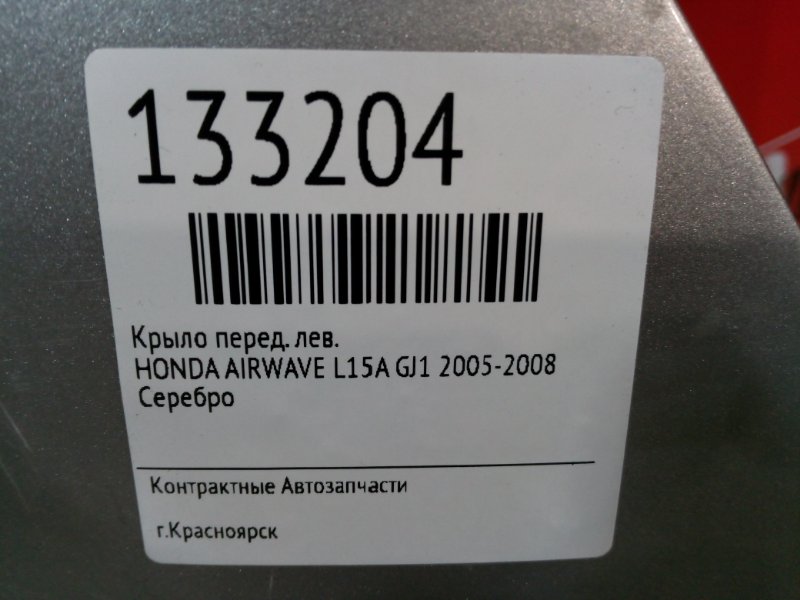 133204
Крыло перед. лев.
HONDA AIRWAVE L15A GJ1 2005-2008
Серебро
Контрактные Автозапчасти
г.Красноярск